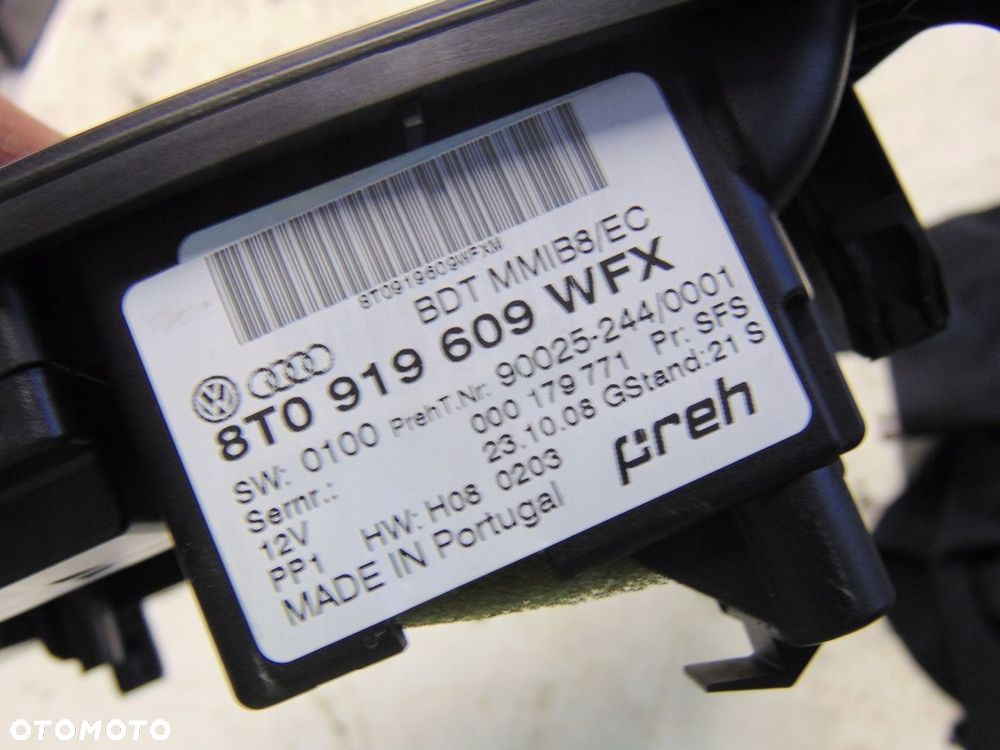 8T0919609WFXM
BDT MMIB8/EC
8T0 919 609 WFX
SW: 0100 PrehT.Nr: 90025-244/0001
Sernr.: 000 179 771 Pr: SFS
12V 23.10.08 GStand:21 S
PP1 HW: H08 0203
MADE IN Portugal
preh
OTOMOTO